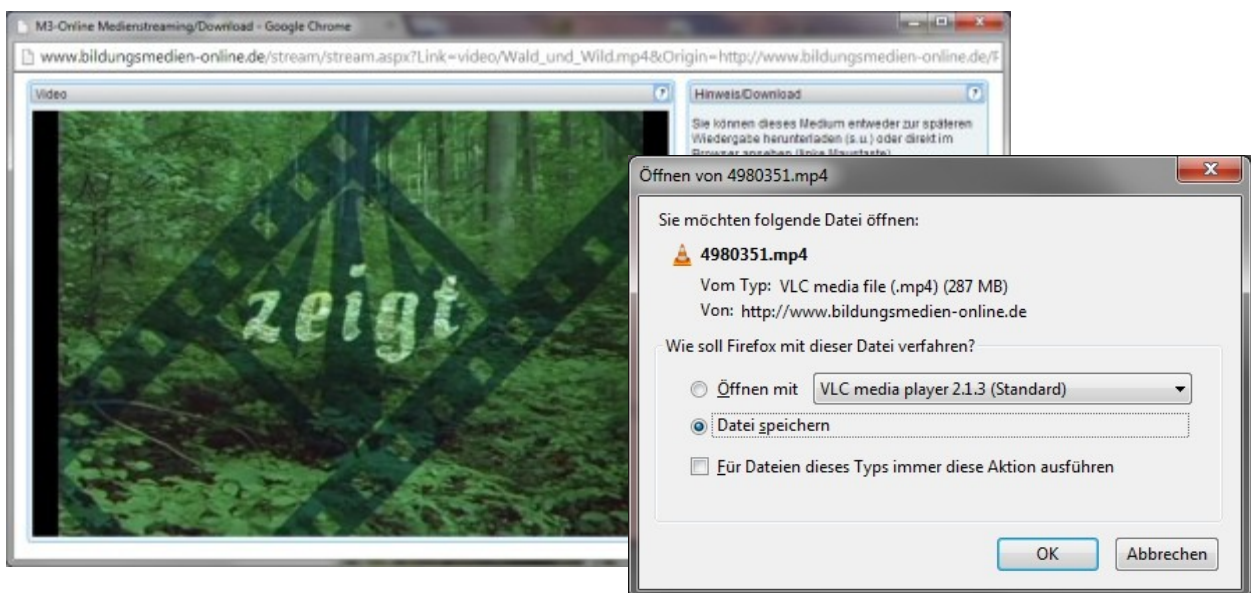 M3-Online Medienstreaming/Download - Google Chrome
www.bildungsmedien-online.de/stream/stream.aspx?Link=video/Wald_und_Wild.mp4&Origin=http://www.bildungsmedien-online.de/F
Video
zeigt
Hinweis/Download
Sie können dieses Medium entweder zur späteren
Wiedergabe herunterladen (s.u.) oder direkt im
Browser ansehen (linke Maustaste)
Öffnen von 4980351.mp4
Sie möchten folgende Datei öffnen:
4980351.mp4
Vom Typ: VLC media file (.mp4) (287 MB)
Von: http://www.bildungsmedien-online.de
Wie soll Firefox mit dieser Datei verfahren?
Öffnen mit VLC media player 2.1.3 (Standard)
Datei speichern
Für Dateien dieses Typs immer diese Aktion ausführen
OK Abbrechen